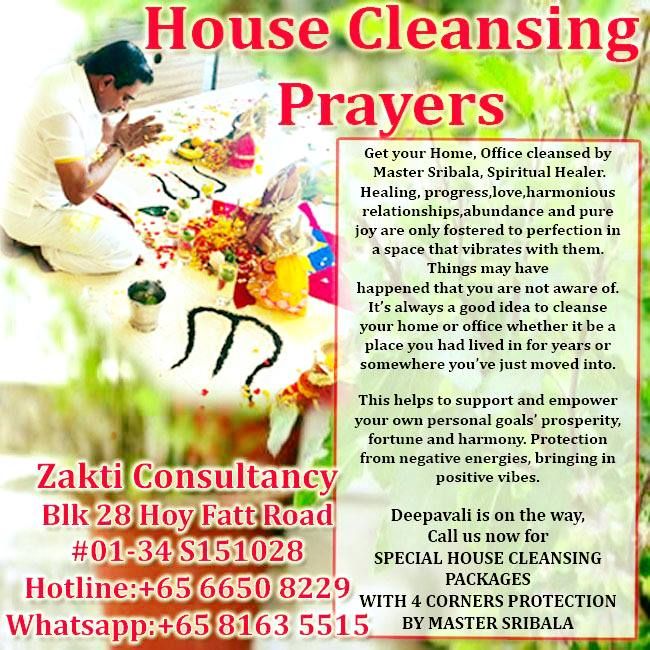 House Cleansing
Prayers
Get your Home, Office cleansed by
Master Sribala, Spiritual Healer.
Healing, progress,love,harmonious
relationships,abundance and pure
joy are only fostered to perfection in
a space that vibrates with them.
Things may have
happened that you are not aware of.
It's always a good idea to cleanse
your home or office whether it be a
place you had lived in for years or
somewhere you've just moved into.
This helps to support and empower
your own personal goals' prosperity,
fortune and harmony. Protection
from negative energies, bringing in
positive vibes.
Deepavali is on the way,
Call us now for
SPECIAL HOUSE CLEANSING
PACKAGES
WITH 4 CORNERS PROTECTION
BY MASTER SRIBALA
Zakti Consultancy
Blk 28 Hoy Fatt Road
#01-34 S151028
Hotline:+65 6650 8229
Whatsapp:+65 8163 5515